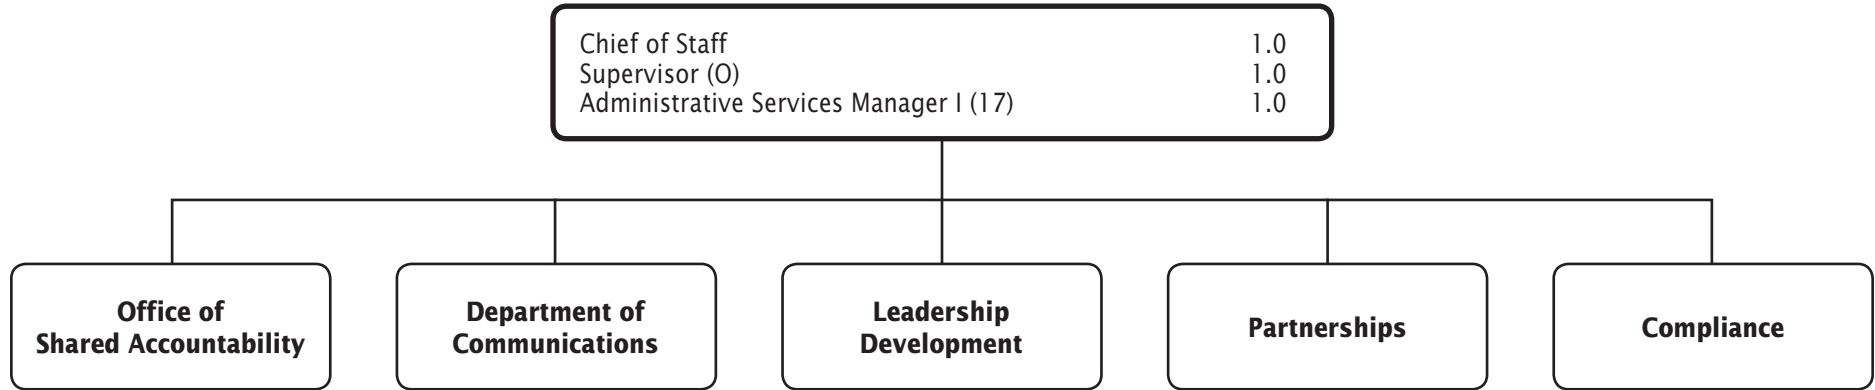 Chief of Staff 1.0
Supervisor (O) 1.0
Administrative Services Manager I (17) 1.0
Office of
Shared Accountability
Department of
Communications
Leadership
Development
Partnerships
Compliance